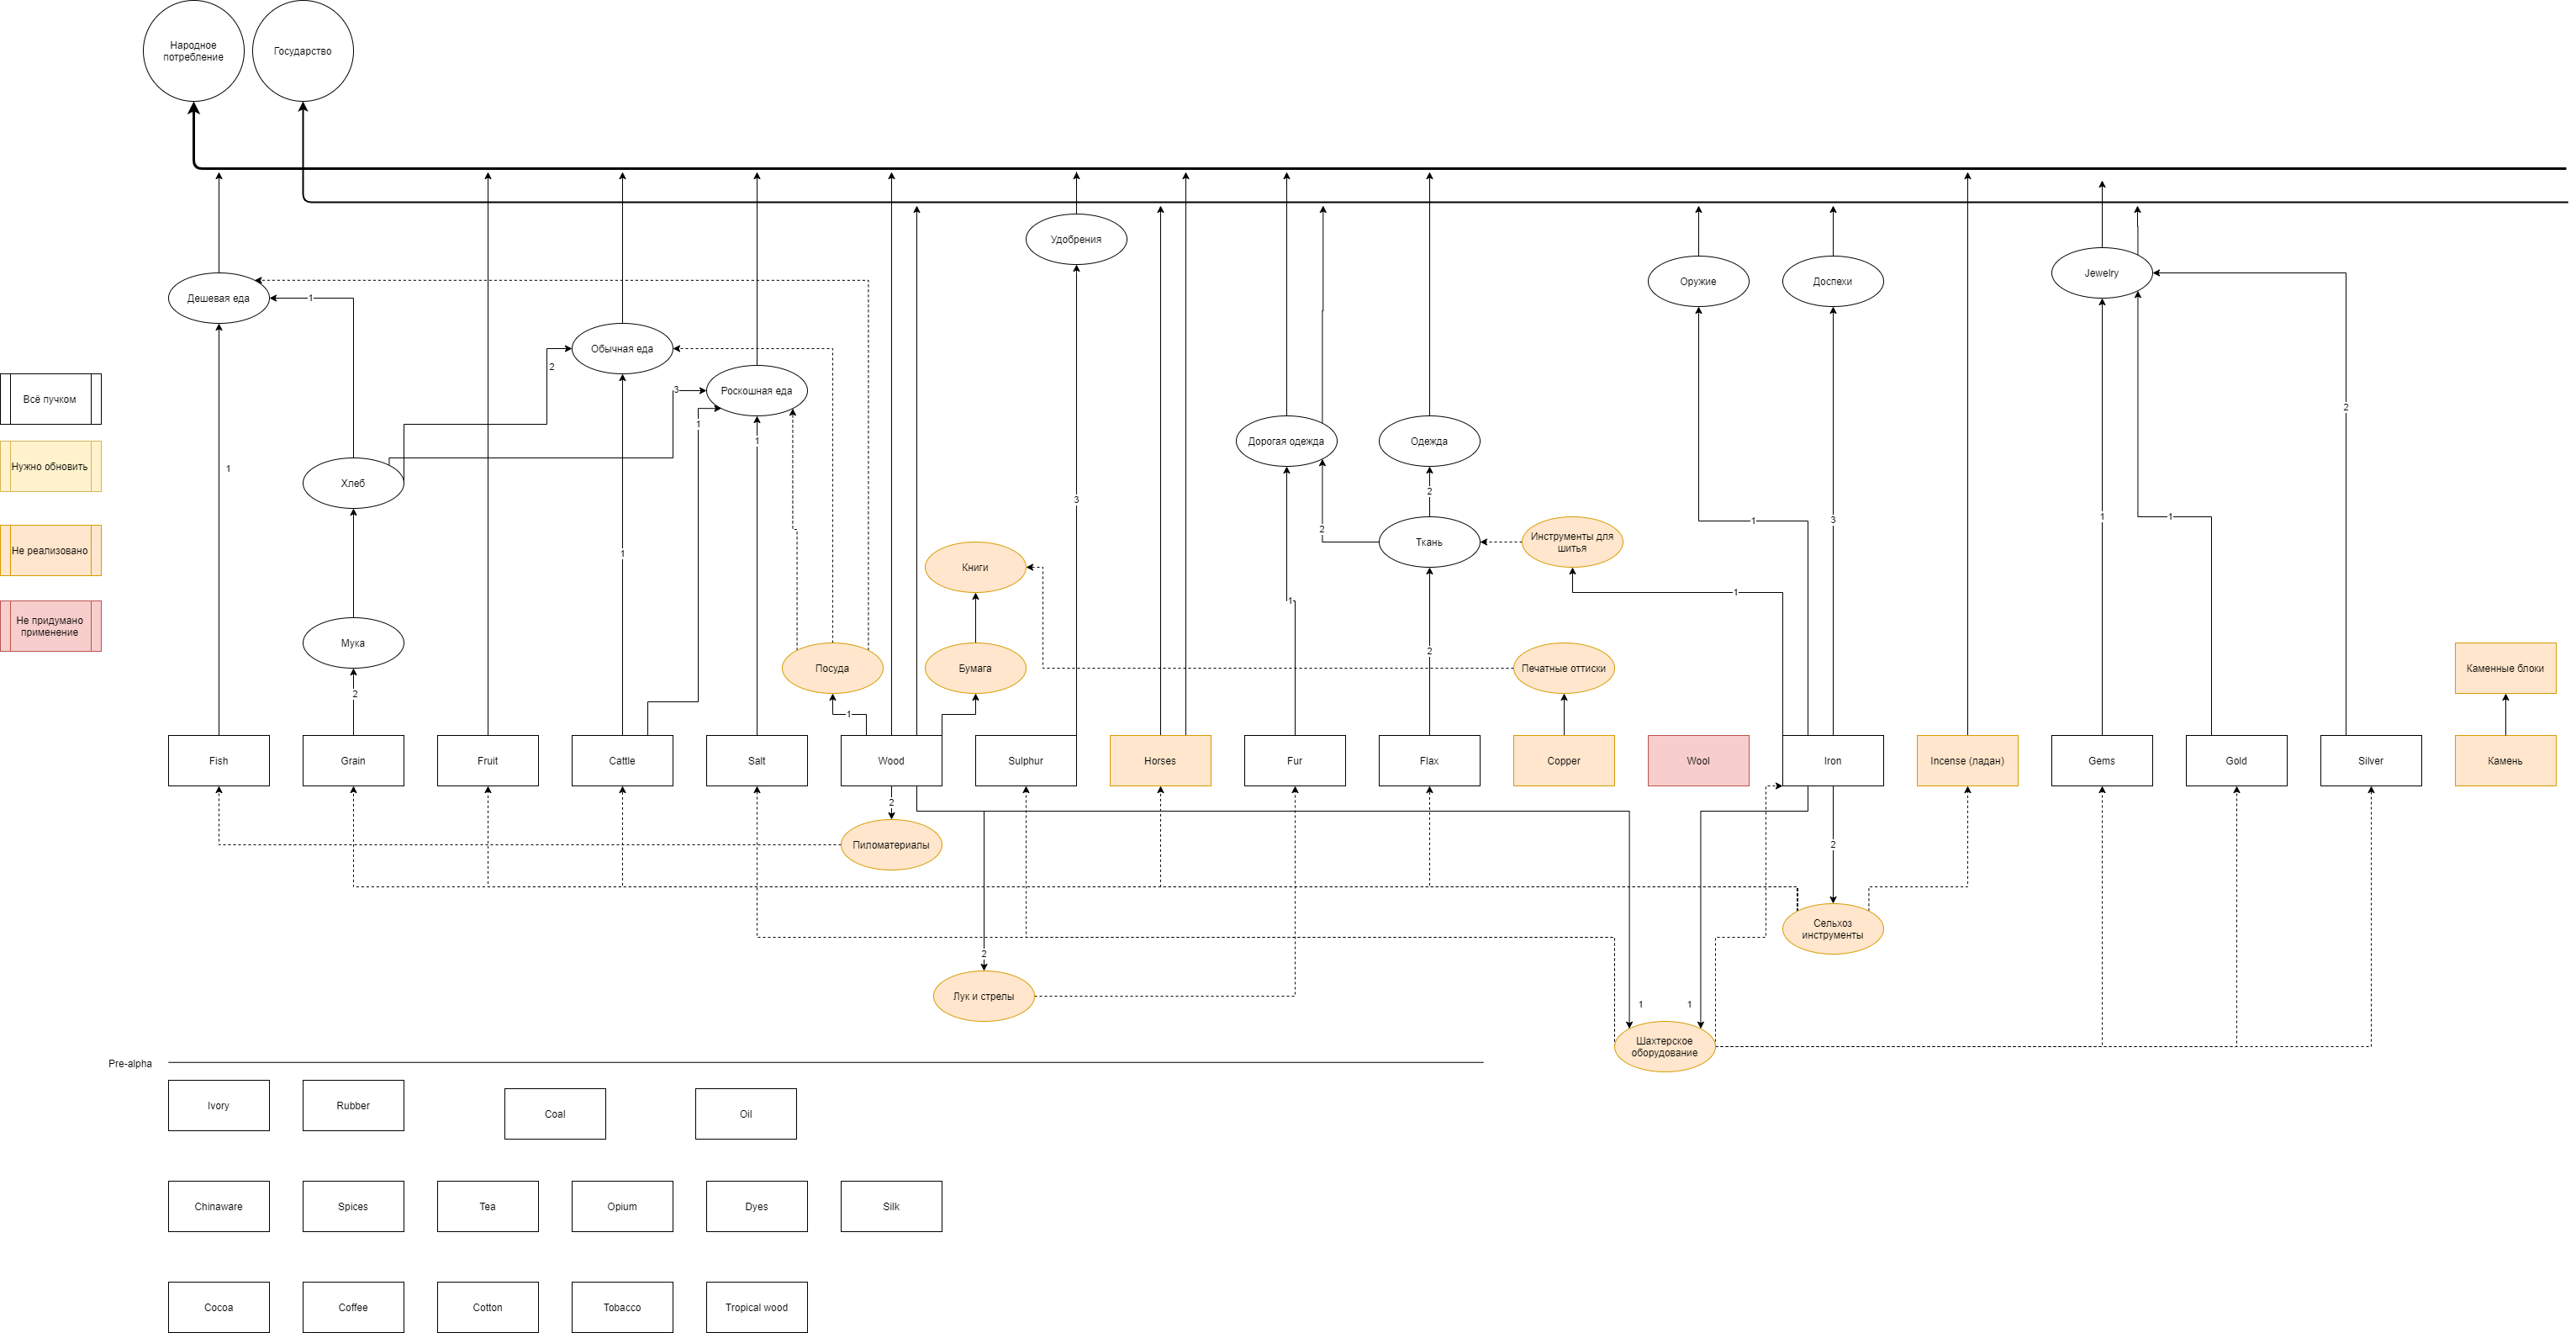 Народное
потребление
Государство
Удобрения
Дешевая еда
1
Оружие
Доспехи
Jewelry
Обычная еда
2
Роскошная еда
3
1
1
2
Всё пучком
Нужно обновить
Не реализовано
Не придумано
применение
Хлеб
1
Дорогая одежда
Одежда
2
3
2
Ткань
Инструменты для
шитья
1
3
1
1
1
Книги
1
1
Мука
2
Посуда
Бумага
2
Печатные оттиски
Каменные блоки
1
Fish
Grain
Fruit
Cattle
Salt
Wood
Sulphur
Horses
Fur
Flax
Copper
Wool
Iron
Incense (ладан)
Gems
Gold
Silver
Камень
2
Пиломатериалы
2
Сельхоз
инструменты
2
Лук и стрелы
1
1
Шахтерское
оборудование
Pre-alpha
Ivory
Rubber
Coal
Oil
Chinaware
Spices
Tea
Opium
Dyes
Silk
Cocoa
Coffee
Cotton
Tobacco
Tropical wood